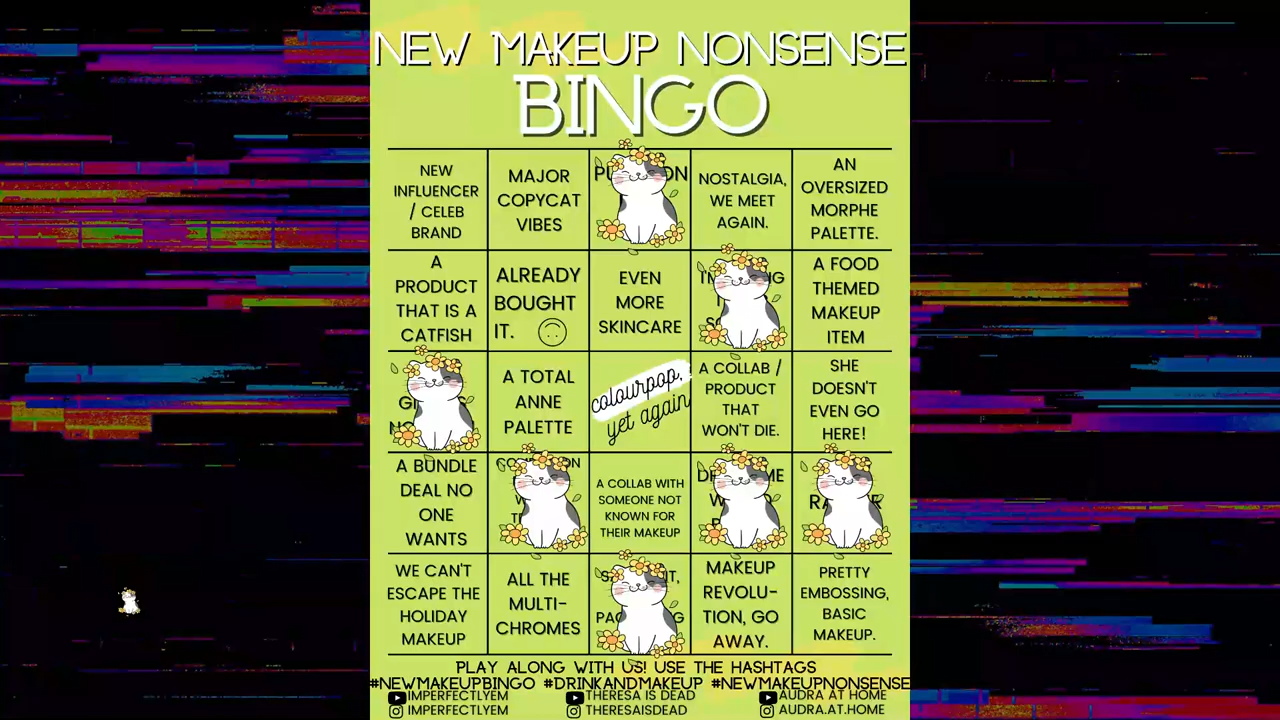 NEW MAKEUP NONSENSE
BINGO
NEW
INFLUENCER
/ CELEB
BRAND
MAJOR
COPYCAT
VIBES
NOSTALGIA,
WE MEET
AGAIN.
AN
OVERSIZED
MORPHE
PALETTE.
A
PRODUCT
THAT IS A
CATFISH
ALREADY
BOUGHT
IT.
EVEN
MORE
SKINCARE
A FOOD
THEMED
MAKEUP
ITEM
A TOTAL
ANNE
PALETTE
colourpop,
yet again
A COLLAB /
PRODUCT
THAT
WON'T DIE.
SHE
DOESN'T
EVEN GO
HERE!
A BUNDLE
DEAL NO
ONE
WANTS
A COLLAB WITH
SOMEONE NOT
KNOWN FOR
THEIR MAKEUP
WE CAN'T
ESCAPE THE
HOLIDAY
MAKEUP
ALL THE
MULTI-
CHROMES
MAKEUP
REVOLU-
TION, GO
AWAY.
PRETTY
EMBOSSING,
BASIC
MAKEUP.
PLAY ALONG WITH US! USE THE HASHTAGS
#NEWMAKEUPBINGO #DRINKANDMAKEUP #NEWMAKEUPNONSENSE
IMPERFECTLYEM THERESA IS DEAD AUDRA AT HOME
IMPERFECTLYEM THERESAISDEAD AUDRA.AT.HOME